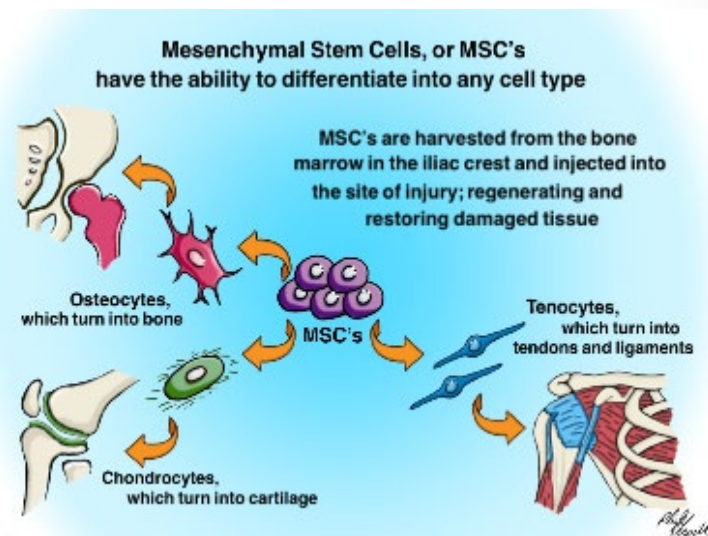 Mesenchymal Stem Cells, or MSC's
have the ability to differentiate into any cell type
MSC's are harvested from the bone
marrow in the iliac crest and injected into
the site of injury; regenerating and
restoring damaged tissue
Osteocytes,
which turn into bone
MSC's
Tenocytes,
which turn into
tendons and ligaments
Chondrocytes,
which turn into cartilage